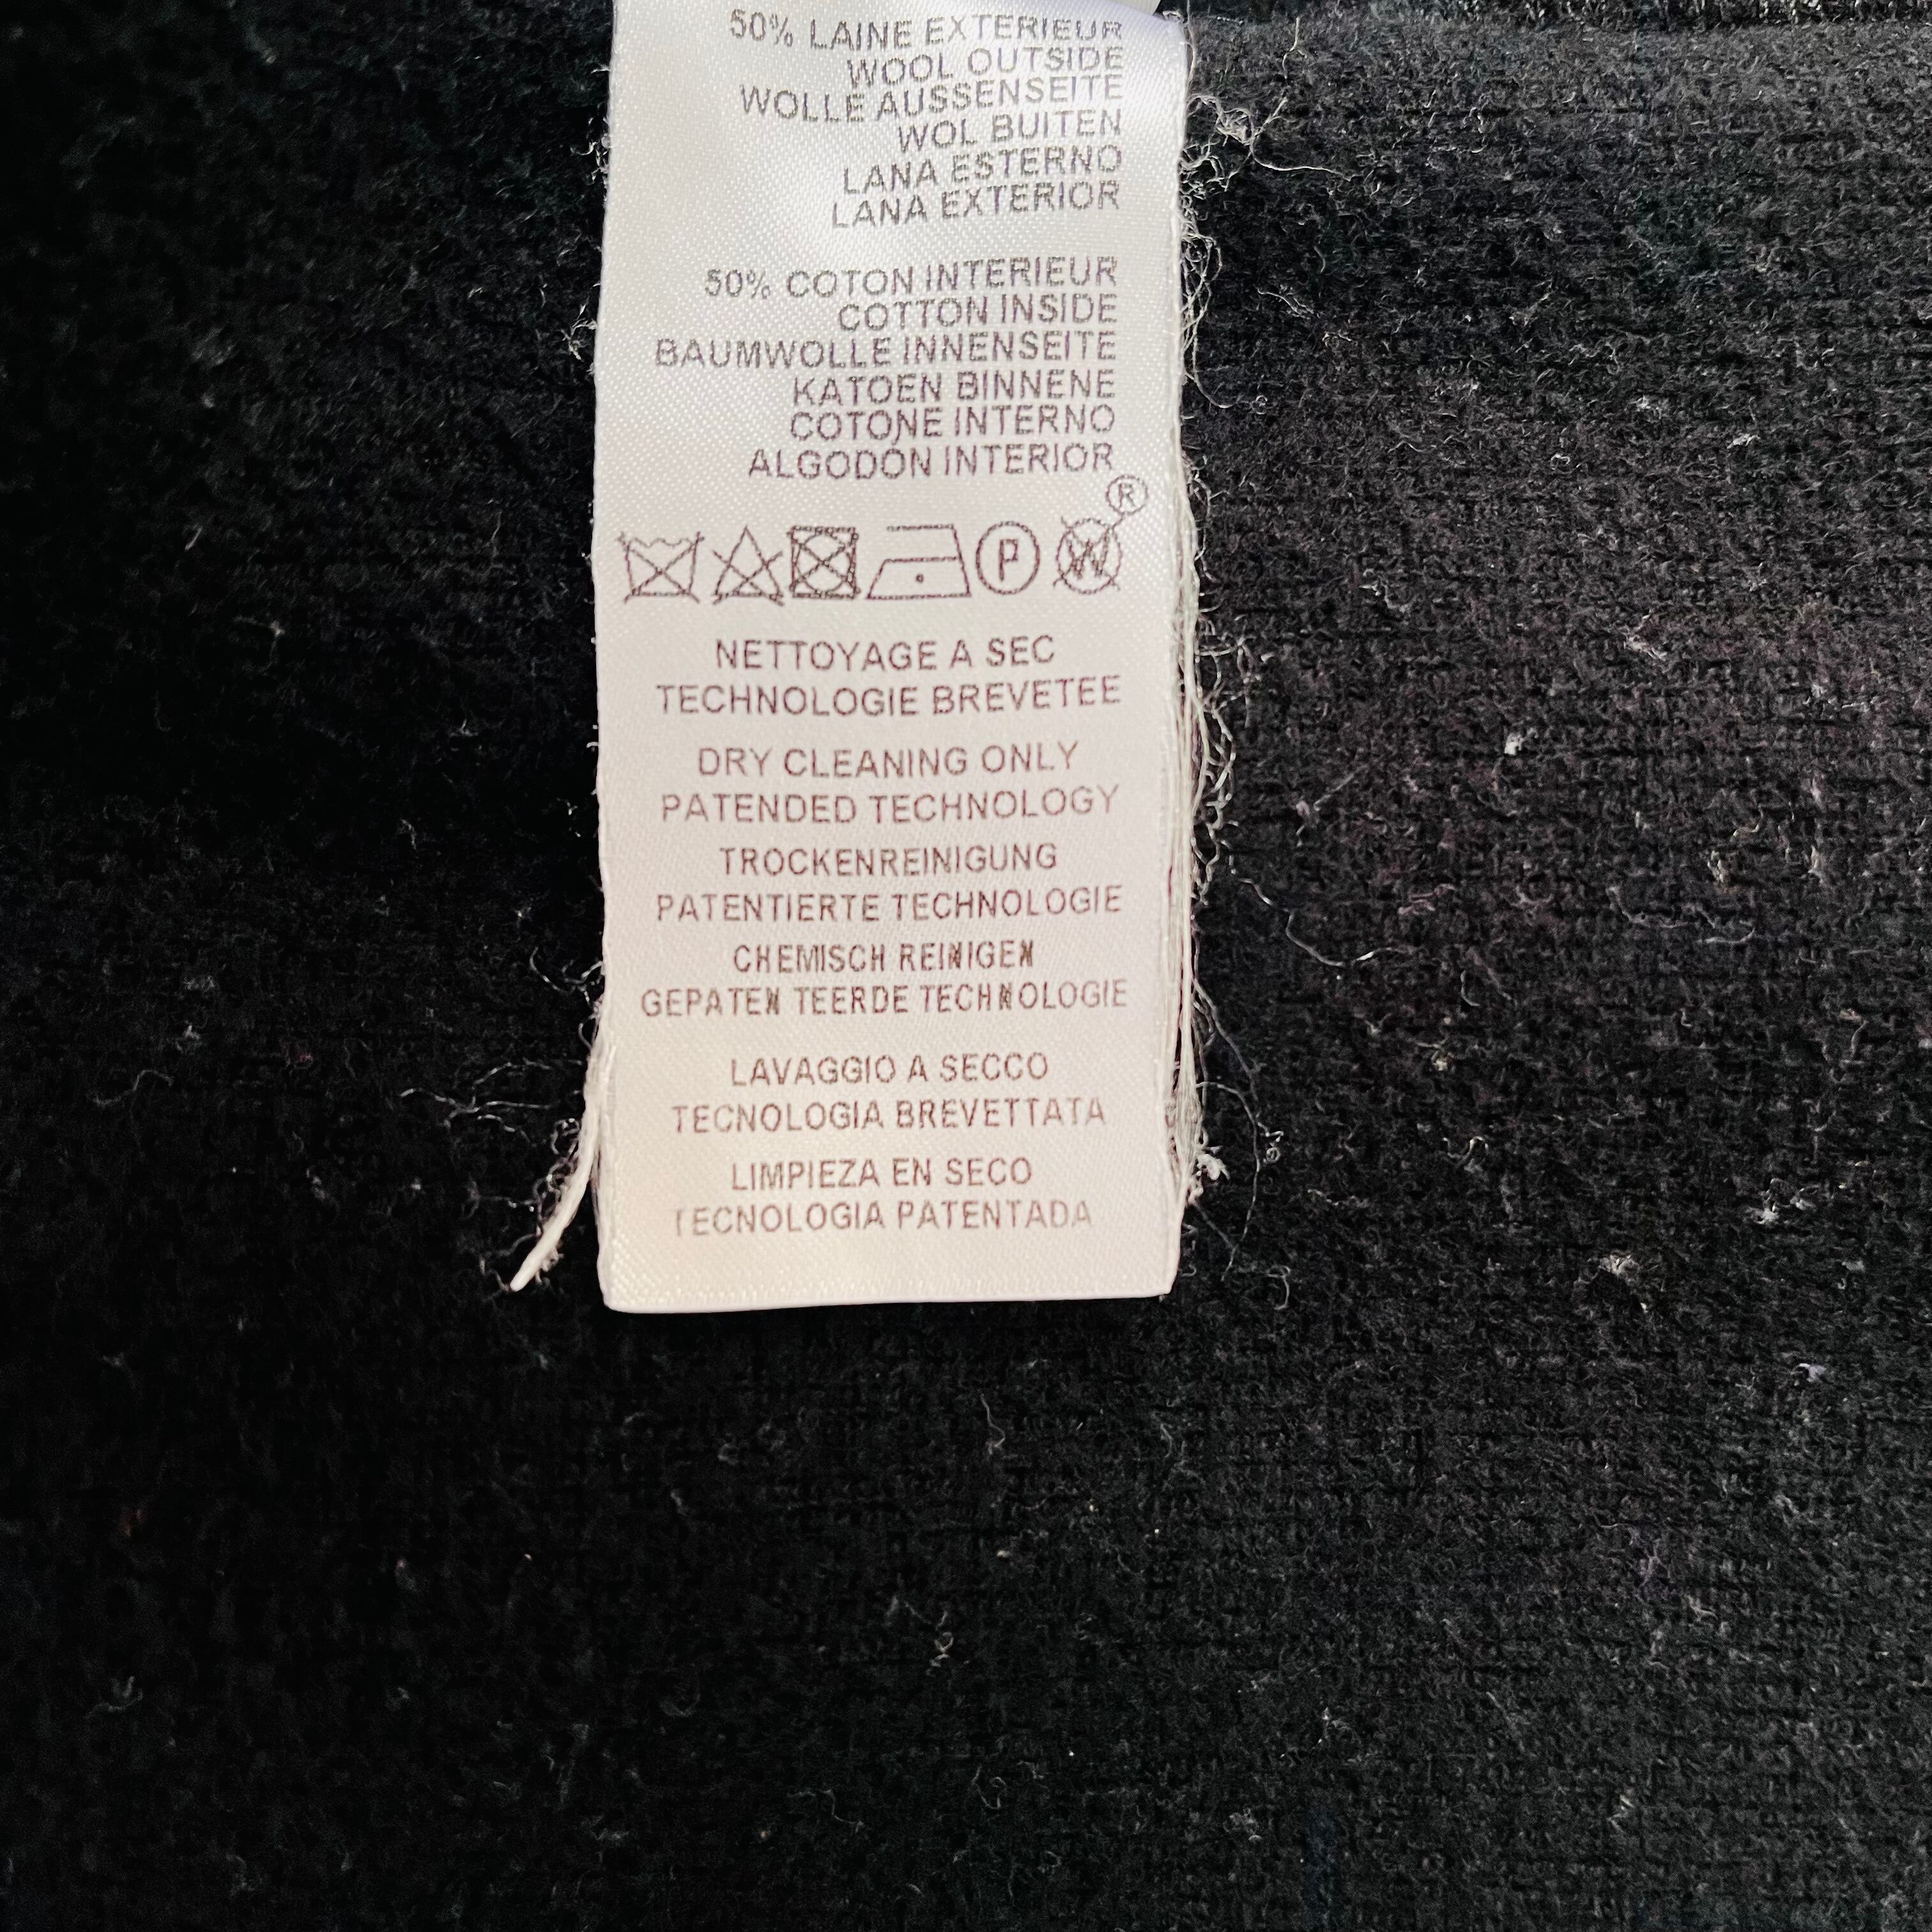 50% LAINE EXTERIEUR
WOOL OUTSIDE
WOLLE AUSSENSEITE
WOL BUITEN
LANA ESTERNO
LANA EXTERIOR
50% COTON INTERIEUR
COTTON INSIDE
BAUMWOLLE INNENSEITE
KATOEN BINNENE
COTONE INTERNO
ALGODÓN INTERIOR
®
P W
NETTOYAGE A SEC
TECHNOLOGIE BREVETEE
DRY CLEANING ONLY
PATENDED TECHNOLOGY
TROCKENREINIGUNG
PATENTIERTE TECHNOLOGIE
CHEMISCH REINIGEN
GEPATEN TEERDE TECHNOLOGIE
LAVAGGIO A SECCO
TECNOLOGIA BREVETTATA
LIMPIEZA EN SECO
TECNOLOGIA PATENTADA